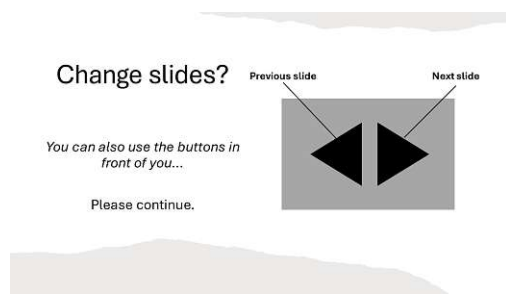 Change slides?
Previous slide
Next slide
You can also use the buttons in
front of you...
Please continue.